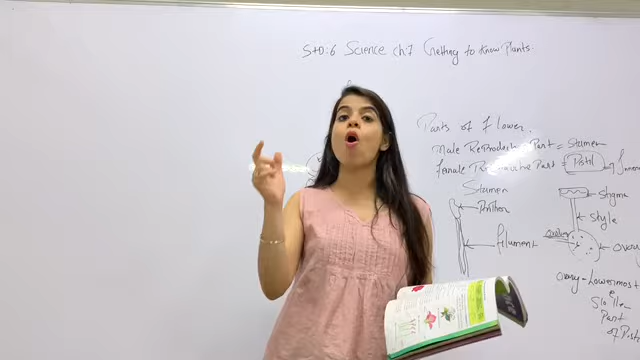 STD:6 Science ch:7 Getting to Know Plants.
Parts of flower.
Male Reproductive Part = Stamen
Female Reproductive Part = Pistil
Stamen
Anther
filament
Stigma
Style
Ovules
Ovary
Ovary - Lowermost
&
Swollen
Part
of Pistil